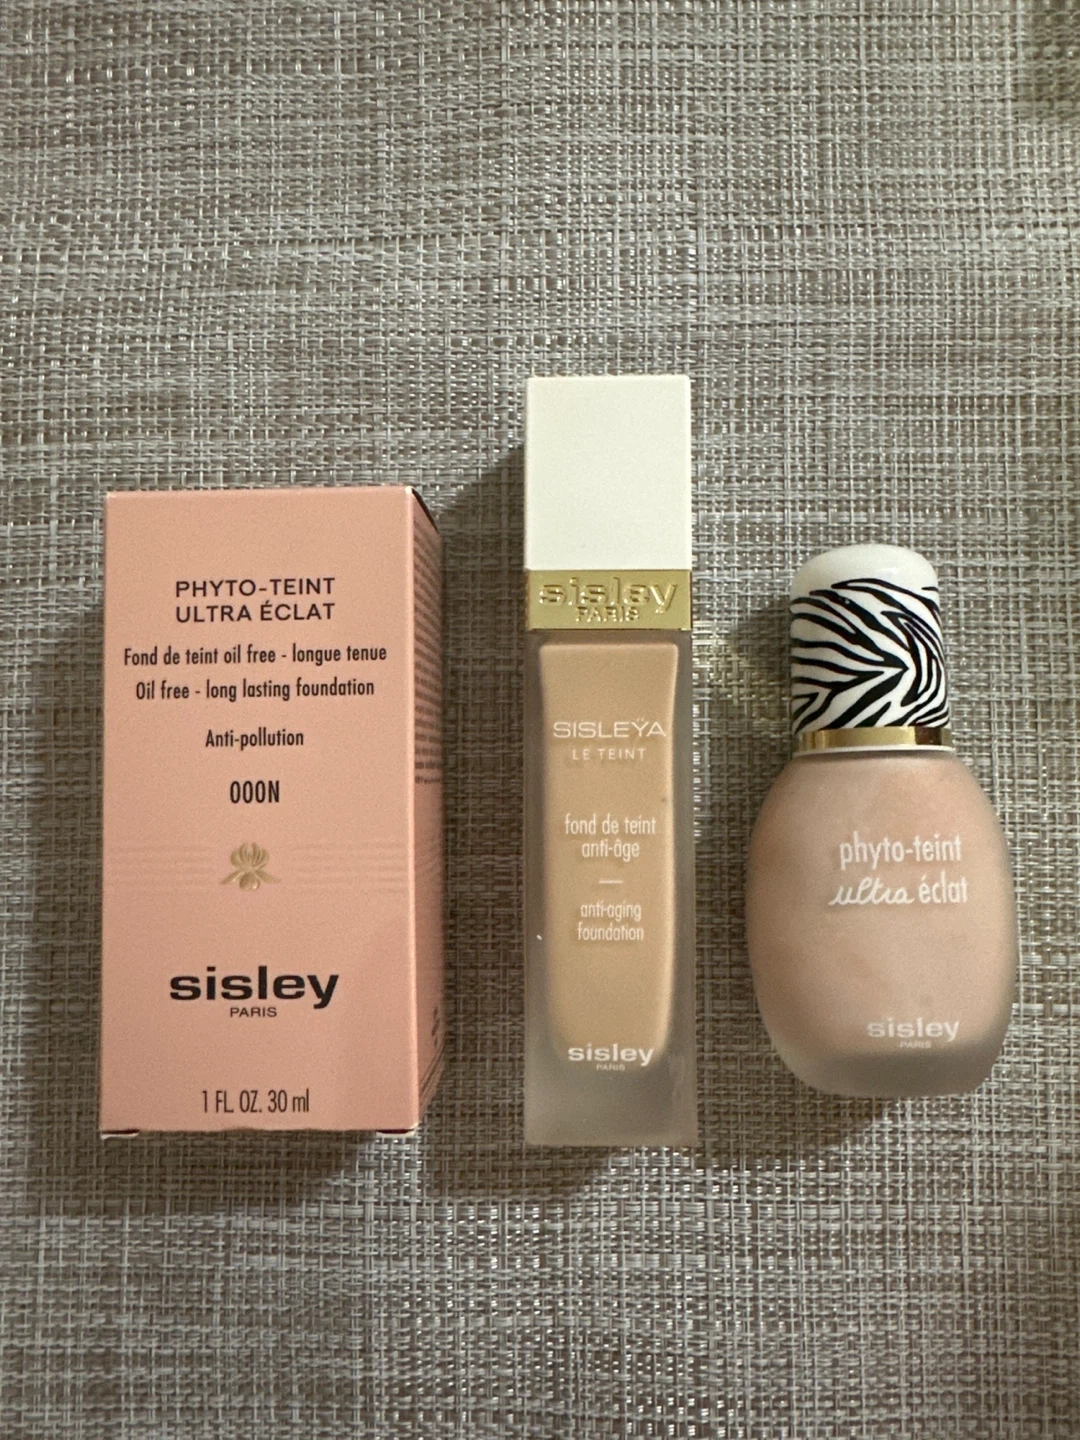 PHYTO-TEINT
ULTRA ÉCLAT
Fond de teint oil free - longue tenue
Oil free - long lasting foundation
Anti-pollution
000N
sisley
PARIS
1 FL. OZ. 30 ml
sisley
PARIS
SISLEŸA
LE TEINT
fond de teint
anti-âge
anti-aging
foundation
sisley
PARIS
phyto-teint
ultra éclat
sisley
PARIS